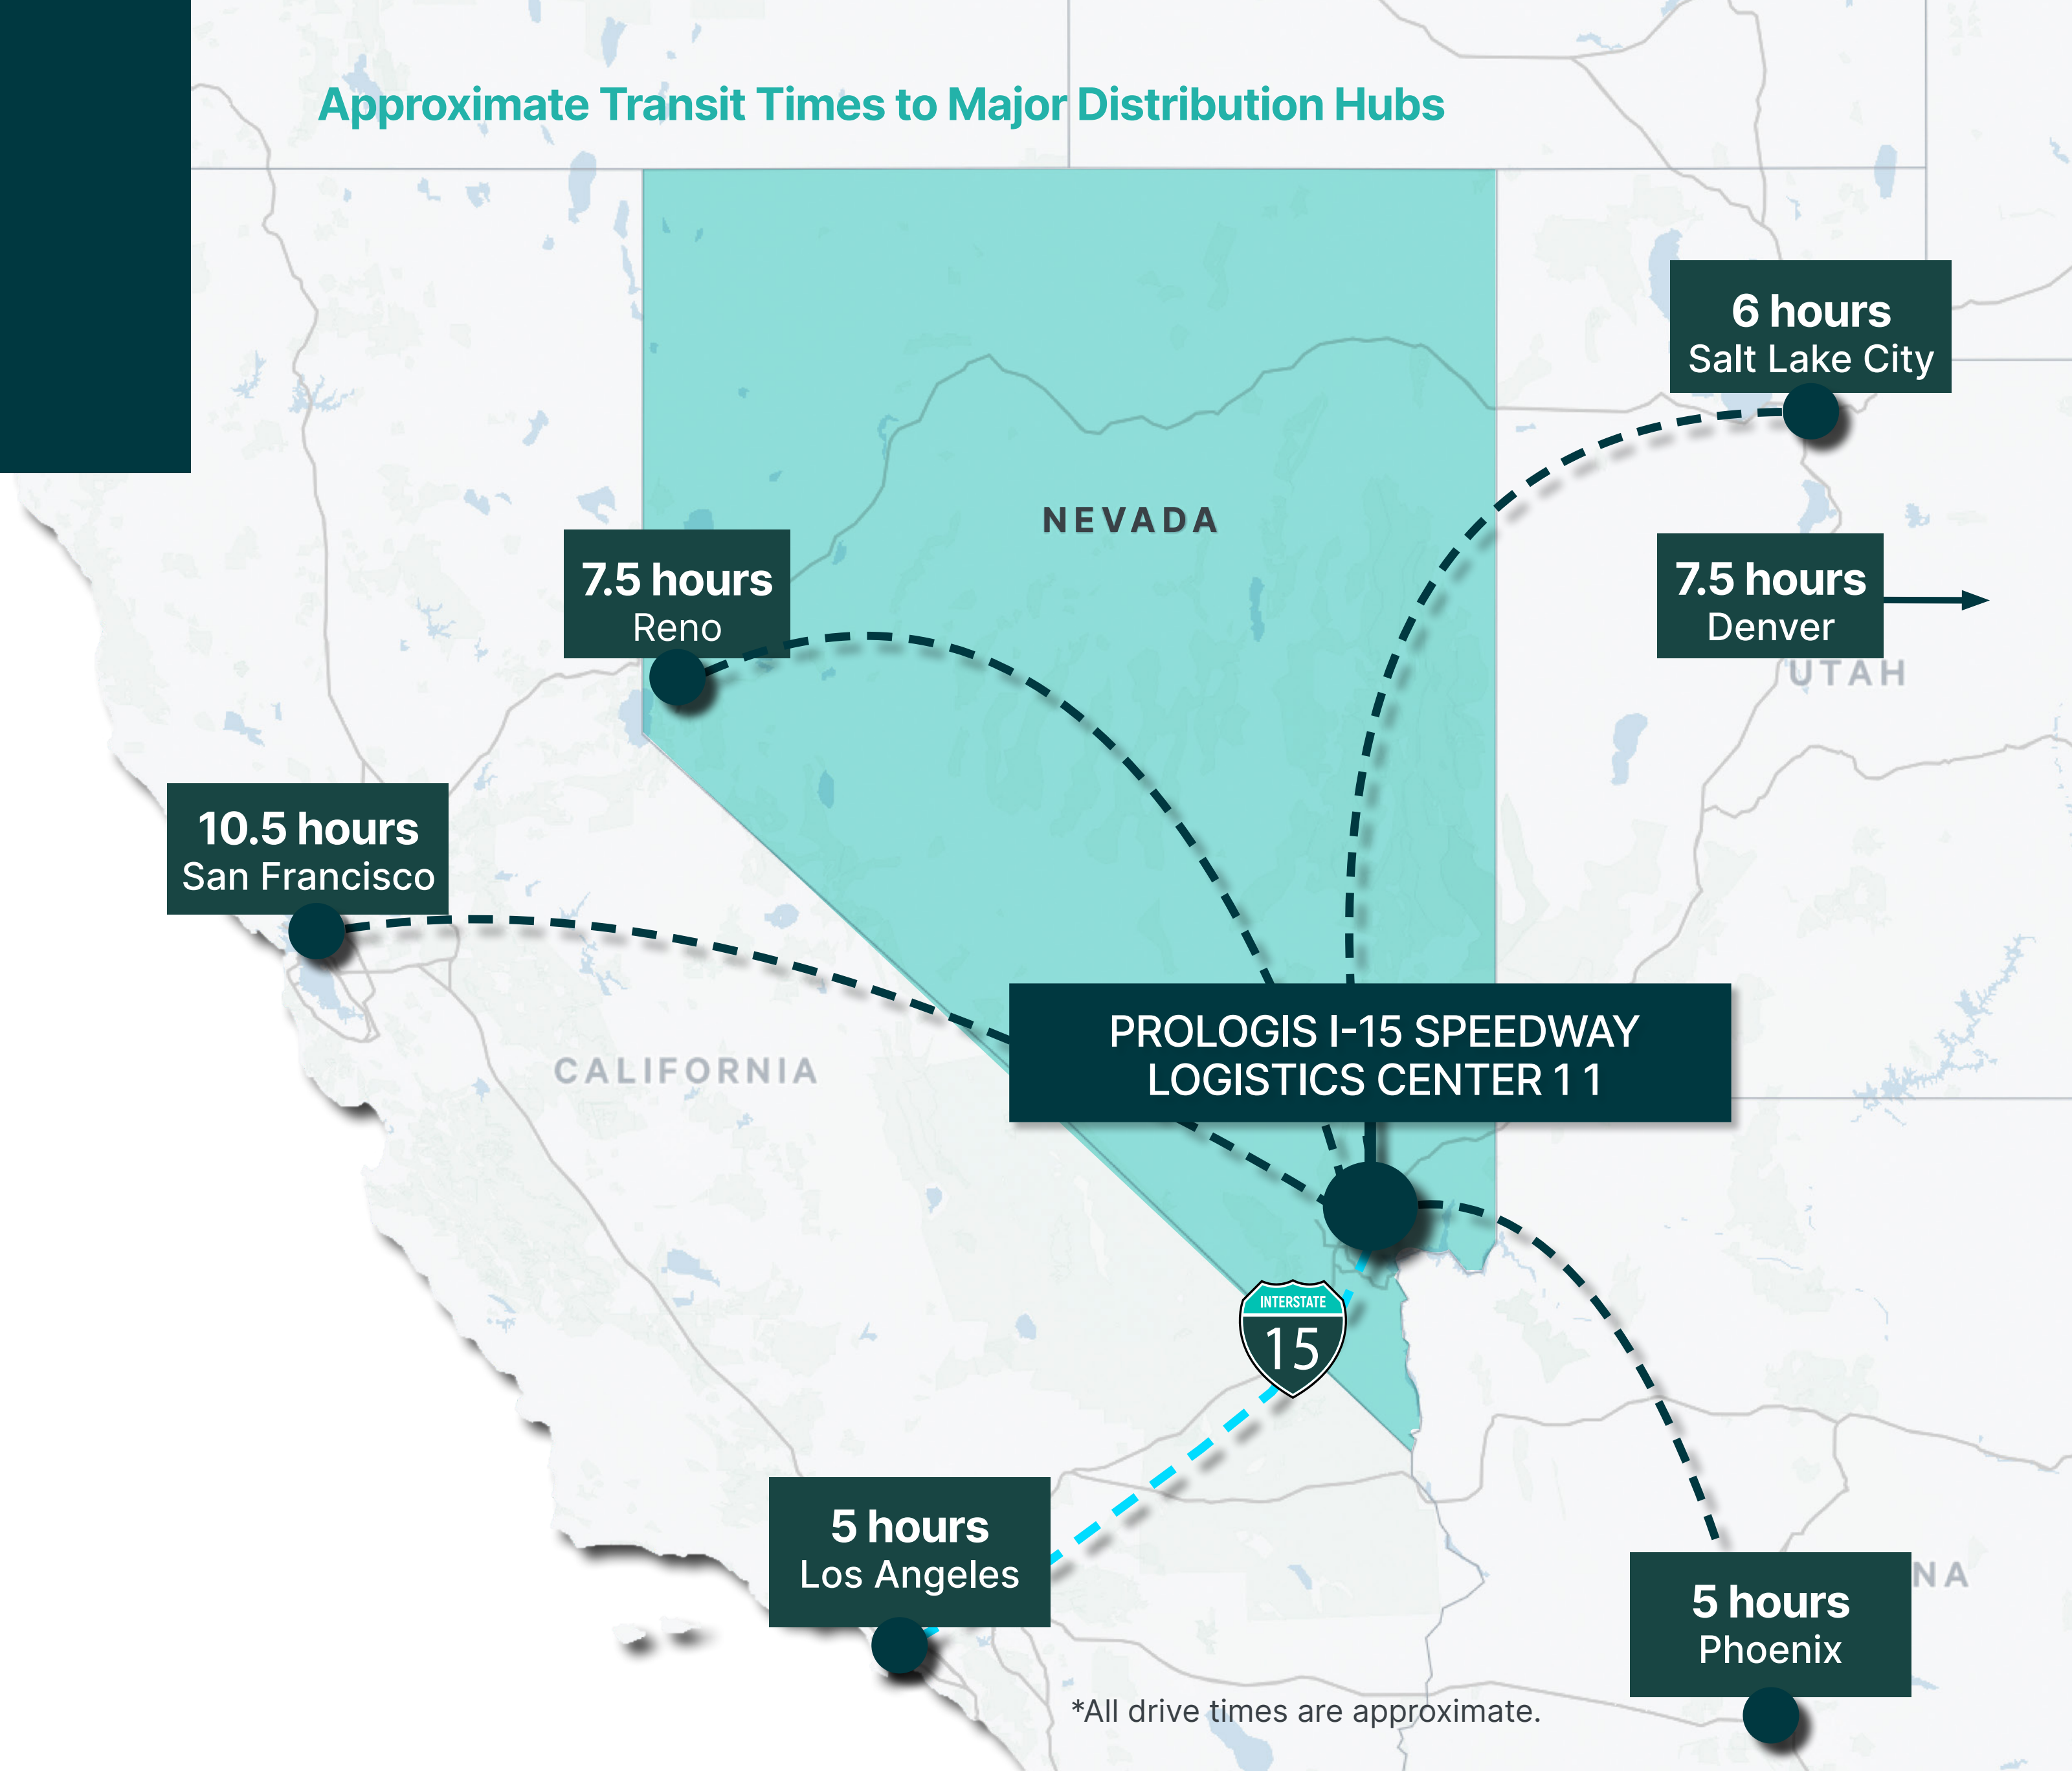 Approximate Transit Times to Major Distribution Hubs
6 hours
Salt Lake City
NEVADA
7.5 hours
Reno
7.5 hours
Denver
UTAH
10.5 hours
San Francisco
PROLOGIS I-15 SPEEDWAY
LOGISTICS CENTER 1 1
CALIFORNIA
INTERSTATE
15
5 hours
Los Angeles
5 hours
Phoenix
NA
*All drive times are approximate.